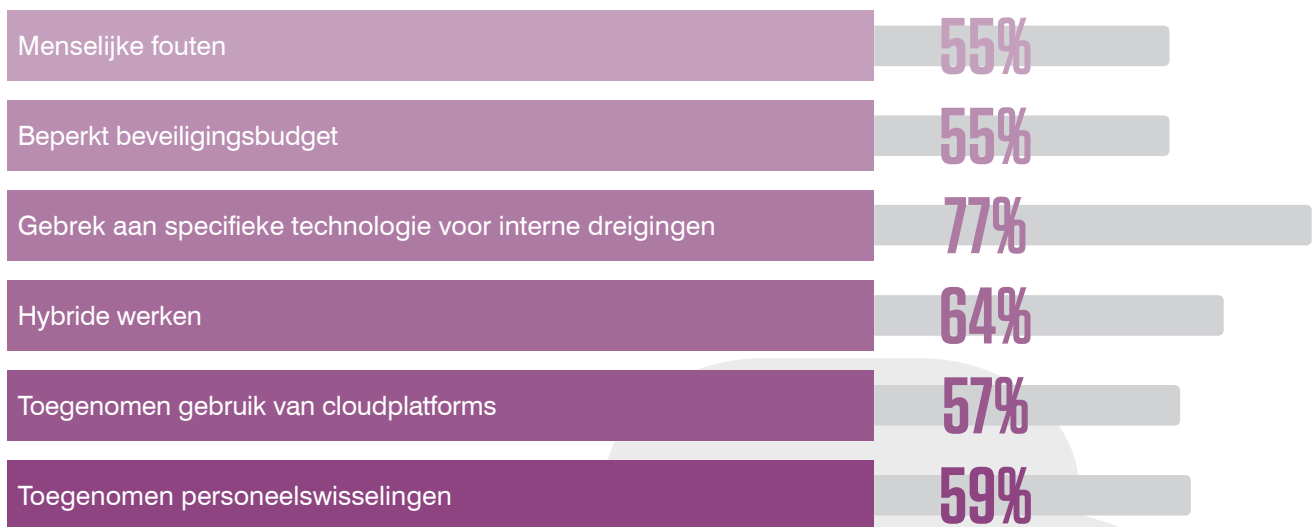 Menselijke fouten 55%
Beperkt beveiligingsbudget 55%
Gebrek aan specifieke technologie voor interne dreigingen 77%
Hybride werken 64%
Toegenomen gebruik van cloudplatforms 57%
Toegenomen personeelswisselingen 59%